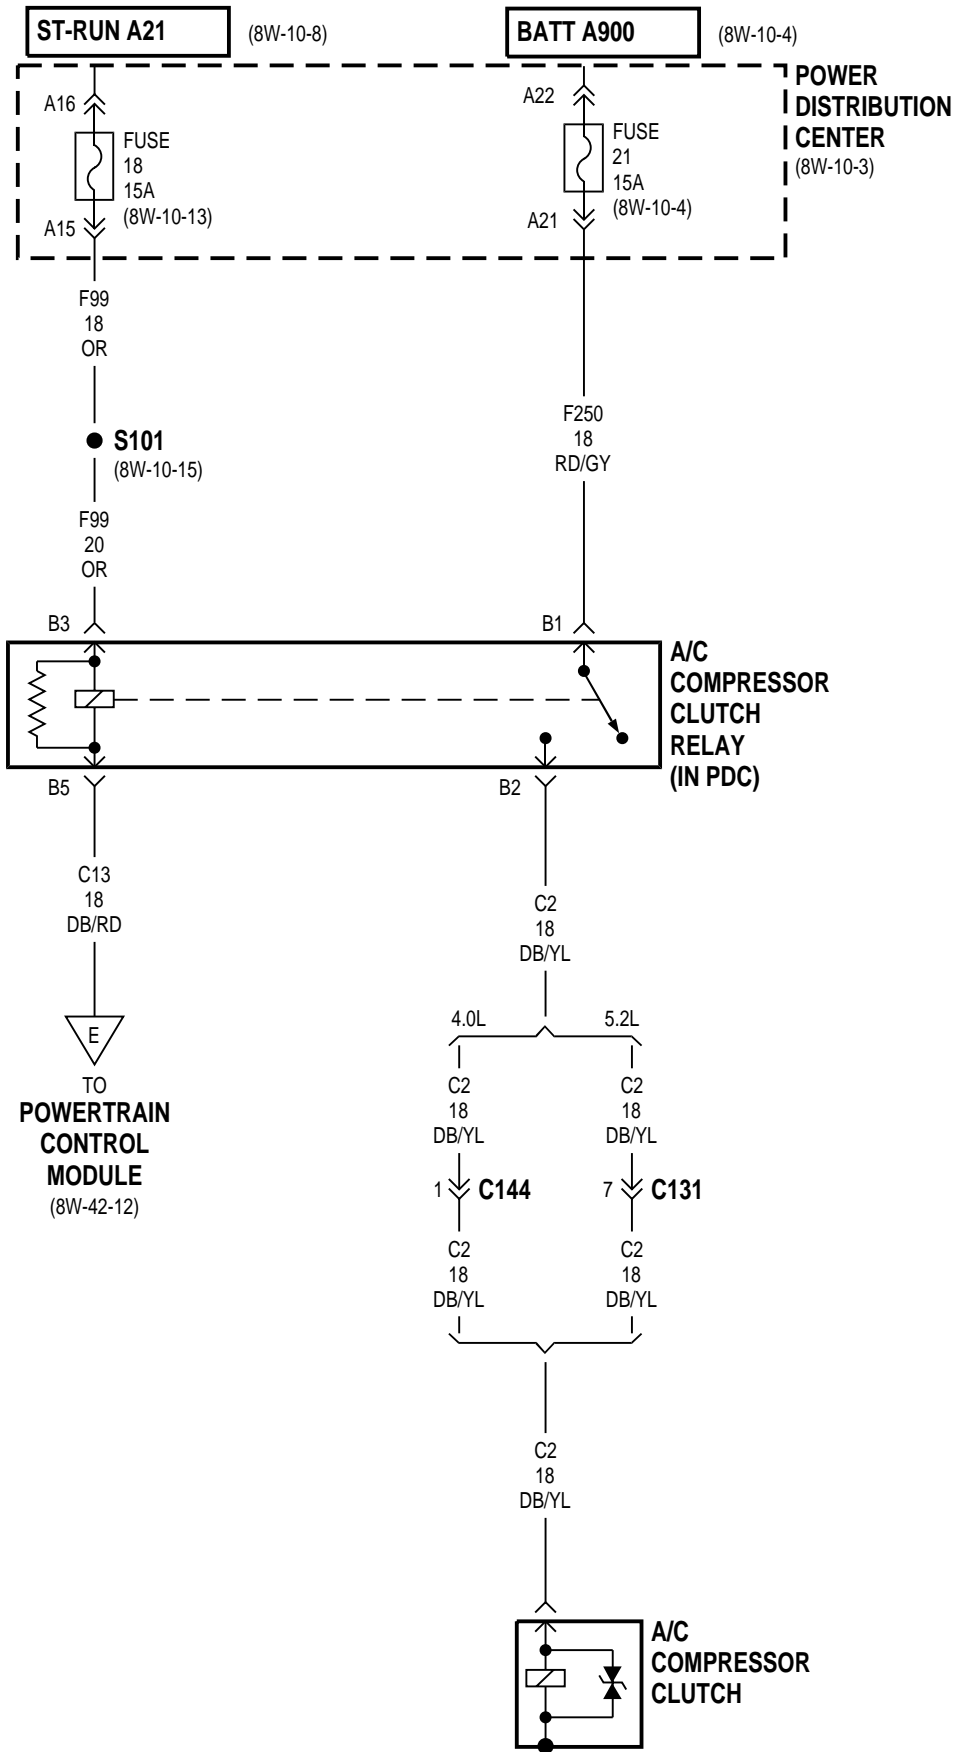 ST-RUN A21
(8W-10-8)
BATT A900
(8W-10-4)
POWER
DISTRIBUTION
CENTER
(8W-10-3)
A16
FUSE
18
15A
(8W-10-13)
A15
A22
FUSE
21
15A
(8W-10-4)
A21
F99
18
OR
S101
(8W-10-15)
F99
20
OR
F250
18
RD/GY
B3
B1
A/C
COMPRESSOR
CLUTCH
RELAY
(IN PDC)
B5
B2
C13
18
DB/RD
E
TO
POWERTRAIN
CONTROL
MODULE
(8W-42-12)
C2
18
DB/YL
4.0L
5.2L
C2
18
DB/YL
C2
18
DB/YL
1
C144
7
C131
C2
18
DB/YL
C2
18
DB/YL
C2
18
DB/YL
A/C
COMPRESSOR
CLUTCH